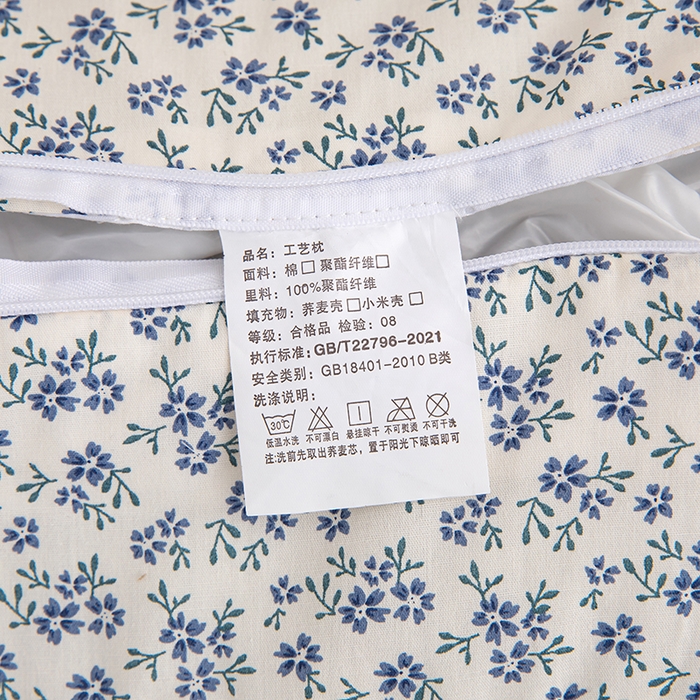 品名：工艺枕
面料：棉□ 聚酯纤维□
里料：100%聚酯纤维
填充物：荞麦壳□小米壳□
等级：合格品 检验：08
执行标准：GB/T22796-2021
安全类别：GB18401-2010 B类
洗涤说明：
30℃
低温水洗 不可漂白 悬挂晾干 不可熨烫 不可干洗
注:洗前先取出荞麦芯，置于阳光下晾晒即可